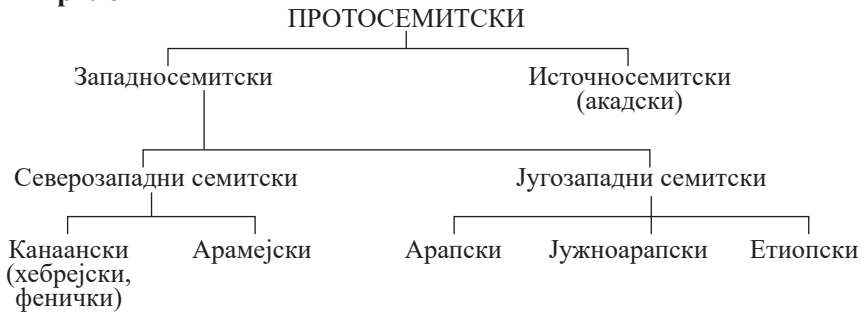 ПРОТОСЕМИТСКИ
Западносемитски
Источносемитски
(акадски)
Северозападни семитски
Југозападни семитски
Канаански
(хебрејски,
фенички)
Арамејски
Арапски
Јужноарапски
Етиопски